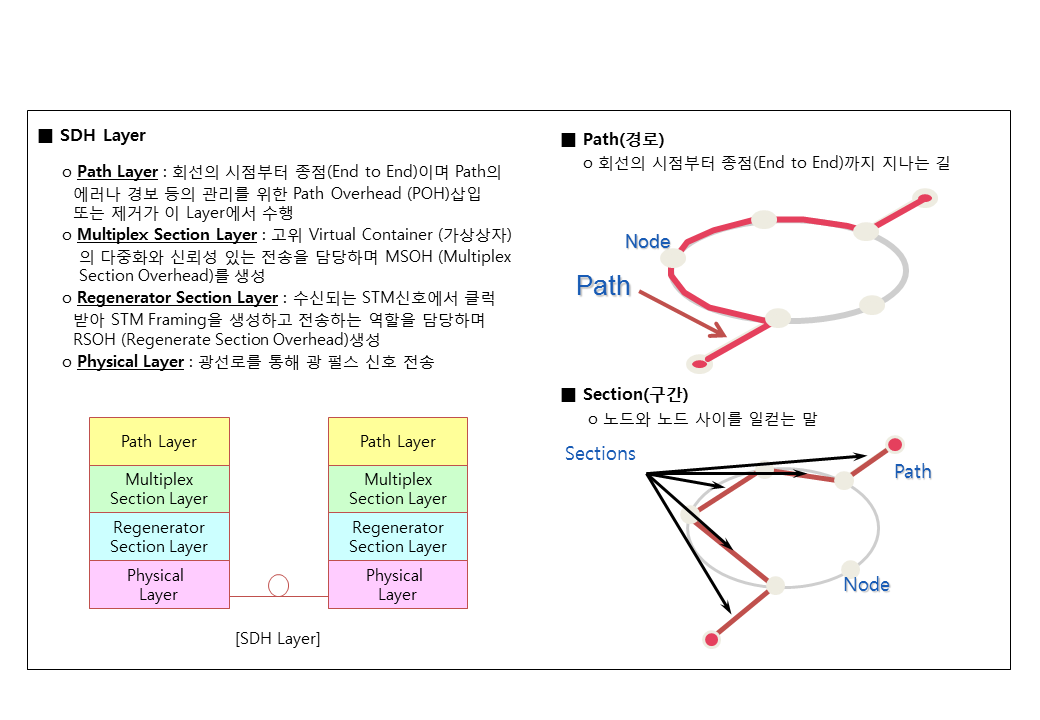 ■ SDH Layer
o Path Layer : 회선의 시점부터 종점(End to End)이며 Path의
에러나 경보 등의 관리를 위한 Path Overhead (POH)삽입
또는 제거가 이 Layer에서 수행
o Multiplex Section Layer : 고위 Virtual Container (가상상자)
의 다중화와 신뢰성 있는 전송을 담당하며 MSOH (Multiplex
Section Overhead)를 생성
o Regenerator Section Layer : 수신되는 STM신호에서 클럭
받아 STM Framing을 생성하고 전송하는 역할을 담당하며
RSOH (Regenerate Section Overhead)생성
o Physical Layer : 광선로를 통해 광 펄스 신호 전송
Path Layer
Multiplex
Section Layer
Regenerator
Section Layer
Physical
Layer
Path Layer
Multiplex
Section Layer
Regenerator
Section Layer
Physical
Layer
[SDH Layer]
■ Path(경로)
o 회선의 시점부터 종점(End to End)까지 지나는 길
Node
Path
■ Section(구간)
o 노드와 노드 사이를 일컫는 말
Sections
Path
Node